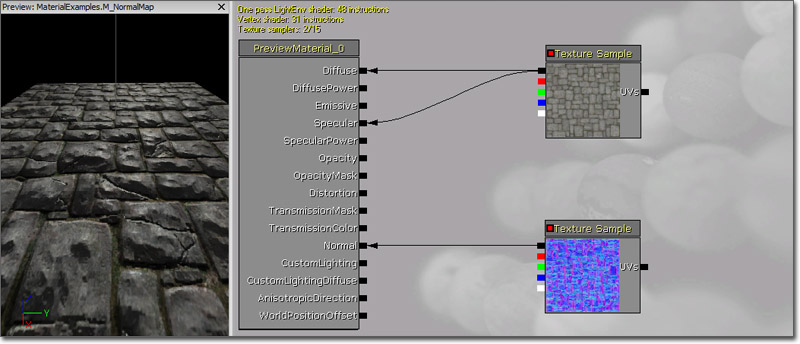 Preview: MaterialExamples.M_NormalMap
One pass LightEnv shader: 48 instructions
Vertex shader: 31 instructions
Texture samplers: 2/15
PreviewMaterial_0
Diffuse
DiffusePower
Emissive
Specular
SpecularPower
Opacity
OpacityMask
Distortion
TransmissionMask
TransmissionColor
Normal
CustomLighting
CustomLightingDiffuse
AnisotropicDirection
WorldPositionOffset
Texture Sample
UVs
Texture Sample
UVs
Z
Y
X